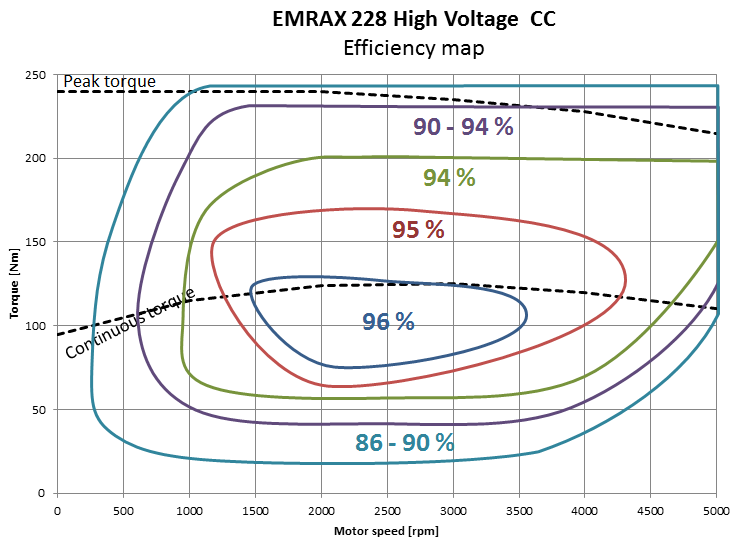 EMRAX 228 High Voltage CC
Efficiency map
250
Peak torque
90 - 94 %
200
94 %
95 %
150
Torque [Nm]
Continuous torque
96 %
100
50
86 - 90 %
0
0 500 1000 1500 2000 2500 3000 3500 4000 4500 5000
Motor speed [rpm]